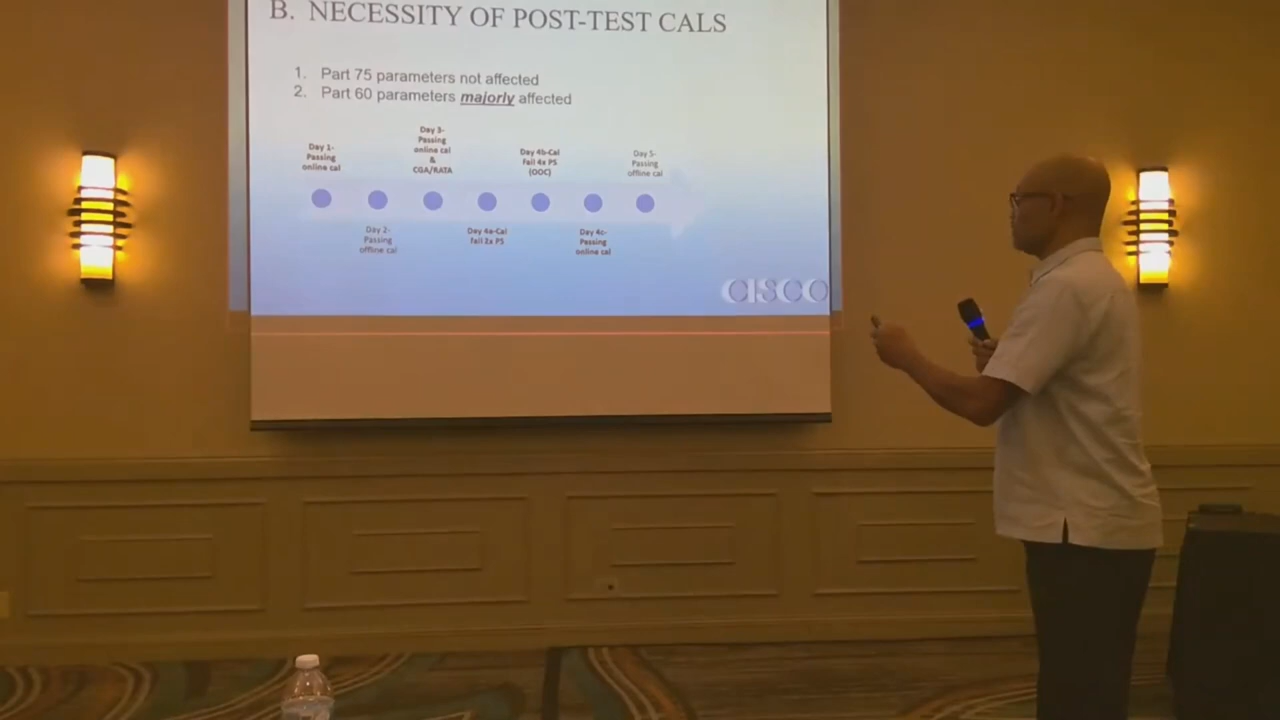 B. NECESSITY OF POST-TEST CALS
1. Part 75 parameters not affected
2. Part 60 parameters majorly affected
Day 1-
Passing
online cal
Day 2-
Passing
offline cal
Day 3-
Passing
online cal
&
CGA/RATA
Day 4a-Cal
fail 2x PS
Day 4b-Cal
fail 4x PS
(OOC)
Day 4c-
Passing
online cal
Day 5-
Passing
offline cal
CISCO